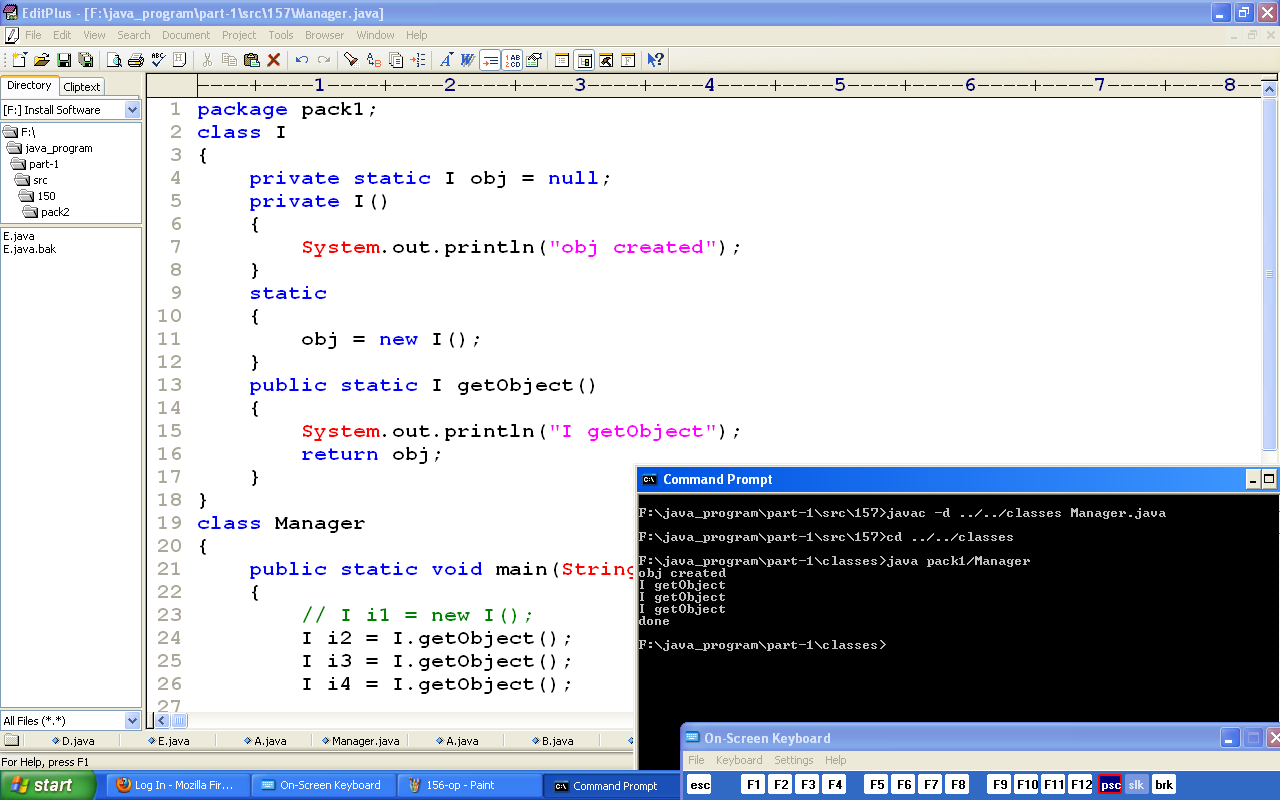 EditPlus - [F:\java_program\part-1\src\157\Manager.java]
File Edit View Search Document Project Tools Browser Window Help
Directory Cliptext
[F:] Install Software
F:\
java_program
part-1
src
150
pack2
E.java
E.java.bak
All Files (*.*)
----+----1----+----2----+----3----+----4----+----5----+----6----+----7----+----8--
1 package pack1;
2 class I
3 {
4 private static I obj = null;
5 private I()
6 {
7 System.out.println("obj created");
8 }
9 static
10 {
11 obj = new I();
12 }
13 public static I getObject()
14 {
15 System.out.println("I getObject");
16 return obj;
17 }
18 }
19 class Manager
20 {
21 public static void main(String
22 {
23 // I i1 = new I();
24 I i2 = I.getObject();
25 I i3 = I.getObject();
26 I i4 = I.getObject();
27
Command Prompt
F:\java_program\part-1\src\157>javac -d ../../classes Manager.java
F:\java_program\part-1\src\157>cd ../../classes
F:\java_program\part-1\classes>java pack1/Manager
obj created
I getObject
I getObject
I getObject
done
F:\java_program\part-1\classes>
D.java E.java A.java Manager.java A.java B.java
For Help, press F1
On-Screen Keyboard
File Keyboard Settings Help
esc F1 F2 F3 F4 F5 F6 F7 F8 F9 F10 F11 F12 psc slk brk
start Log In - Mozilla Fir... On-Screen Keyboard 156-op - Paint Command Prompt